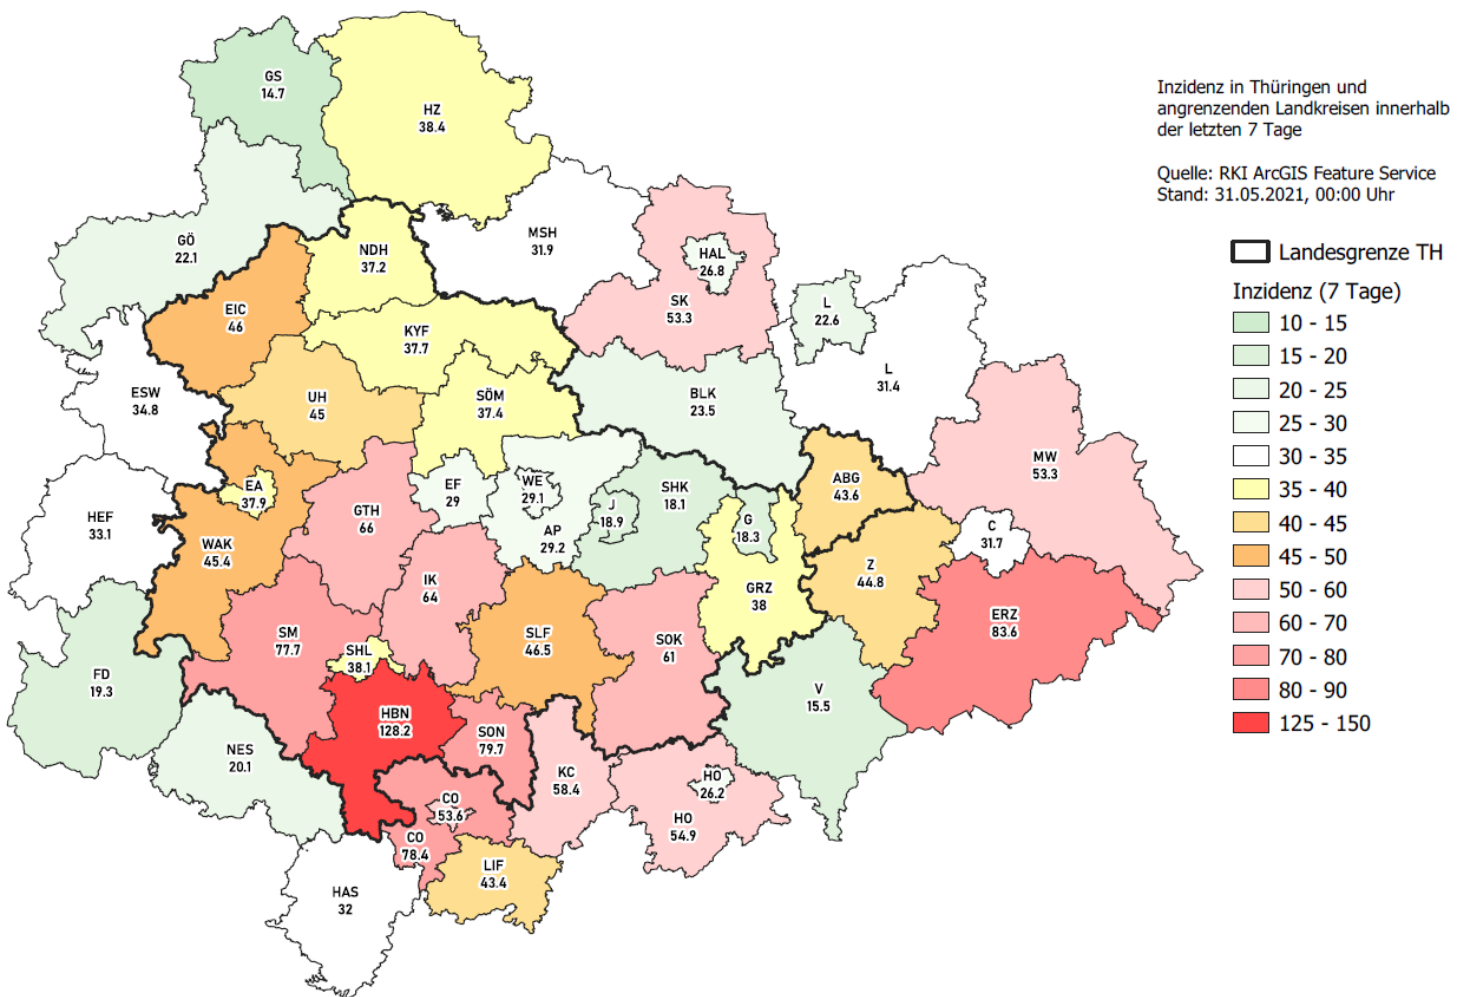 Inzidenz in Thüringen und
angrenzenden Landkreisen innerhalb
der letzten 7 Tage
Quelle: RKI ArcGIS Feature Service
Stand: 31.05.2021, 00:00 Uhr
Landesgrenze TH
Inzidenz (7 Tage)
10 - 15
15 - 20
20 - 25
25 - 30
30 - 35
35 - 40
40 - 45
45 - 50
50 - 60
60 - 70
70 - 80
80 - 90
125 - 150
GS
14.7
HZ
38.4
GÖ
22.1
NDH
37.2
MSH
31.9
HAL
26.8
SK
53.3
L
22.6
EIC
46
KYF
37.7
L
31.4
ESW
34.8
UH
45
SÖM
37.4
BLK
23.5
MW
53.3
EA
37.9
EF
29
WE
29.1
SHK
18.1
ABG
43.6
HEF
33.1
GTH
66
J
18.9
G
18.3
C
31.7
WAK
45.4
AP
29.2
Z
44.8
IK
64
GRZ
38
ERZ
83.6
SM
77.7
SLF
46.5
SOK
61
SHL
38.1
FD
19.3
V
15.5
HBN
128.2
SON
79.7
NES
20.1
KC
58.4
HO
26.2
CO
53.6
HO
54.9
CO
78.4
LIF
43.4
HAS
32